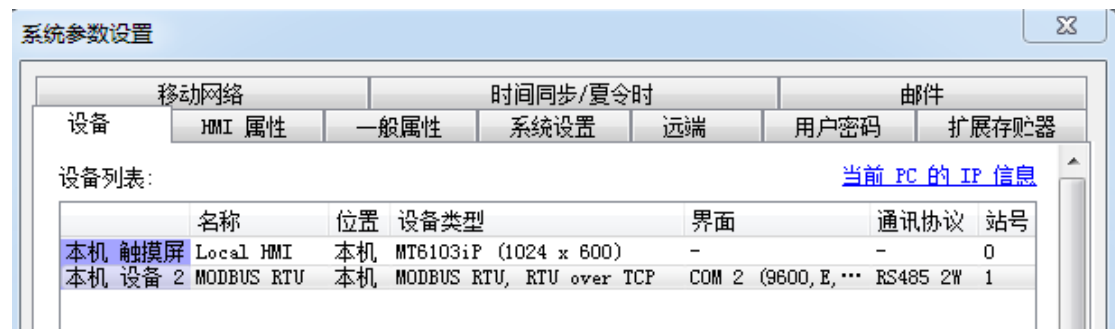 系统参数设置
移动网络 时间同步/夏令时 邮件
设备 HMI 属性 一般属性 系统设置 远端 用户密码 扩展存贮器
设备列表: 当前 PC 的 IP 信息
名称 位置 设备类型 界面 通讯协议 站号
本机 触摸屏 Local HMI 本机 MT6103iP (1024 x 600) - - 0
本机 设备 2 MODBUS RTU 本机 MODBUS RTU, RTU over TCP COM 2 (9600,E,... RS485 2W 1